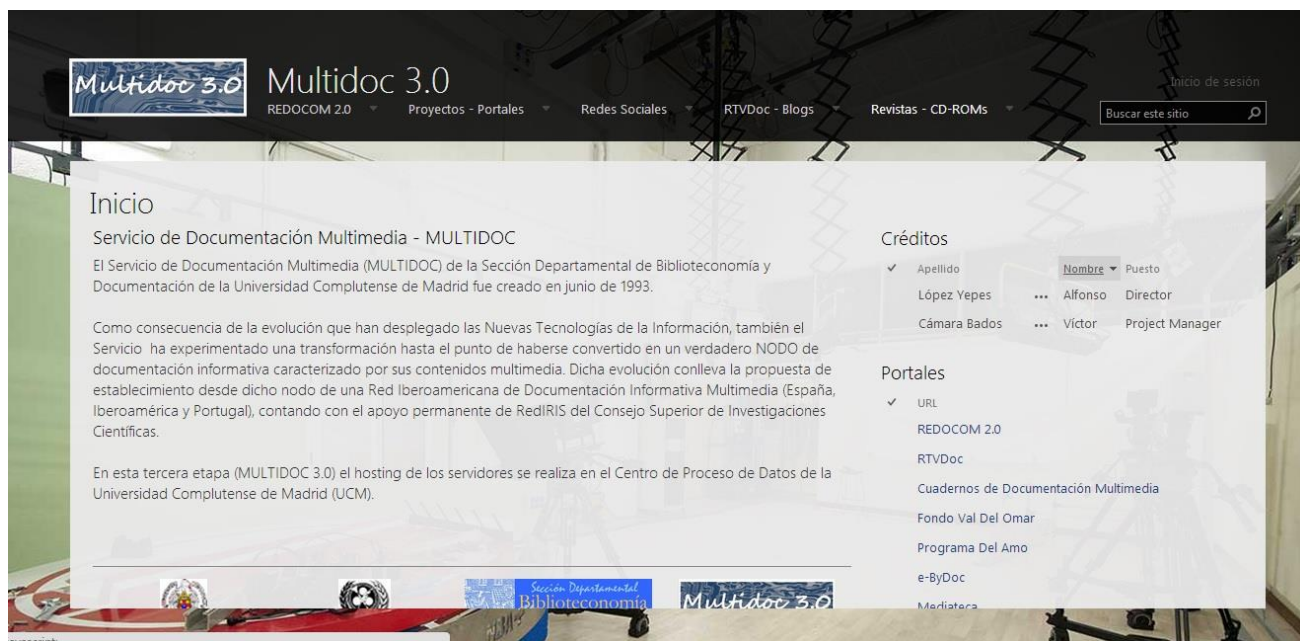 Multidoc 3.0
Multidoc 3.0
Inicio de sesión
REDOCOM 2.0 Proyectos - Portales Redes Sociales RTVDoc - Blogs Revistas - CD-ROMs
Buscar este sitio
Inicio
Servicio de Documentación Multimedia - MULTIDOC
El Servicio de Documentación Multimedia (MULTIDOC) de la Sección Departamental de Biblioteconomía y
Documentación de la Universidad Complutense de Madrid fue creado en junio de 1993.
Como consecuencia de la evolución que han desplegado las Nuevas Tecnologías de la Información, también el
Servicio ha experimentado una transformación hasta el punto de haberse convertido en un verdadero NODO de
documentación informativa caracterizado por sus contenidos multimedia. Dicha evolución conlleva la propuesta de
establecimiento desde dicho nodo de una Red Iberoamericana de Documentación Informativa Multimedia (España,
Iberoamérica y Portugal), contando con el apoyo permanente de RedIRIS del Consejo Superior de Investigaciones
Científicas.
En esta tercera etapa (MULTIDOC 3.0) el hosting de los servidores se realiza en el Centro de Proceso de Datos de la
Universidad Complutense de Madrid (UCM).
Sección Departamental
Biblioteconomía
Multidoc 3.0
Créditos
Apellido Nombre Puesto
López Yepes ... Alfonso Director
Cámara Bados ... Víctor Project Manager
Portales
URL
REDOCOM 2.0
RTVDoc
Cuadernos de Documentación Multimedia
Fondo Val Del Omar
Programa Del Amo
e-ByDoc
Mediateca